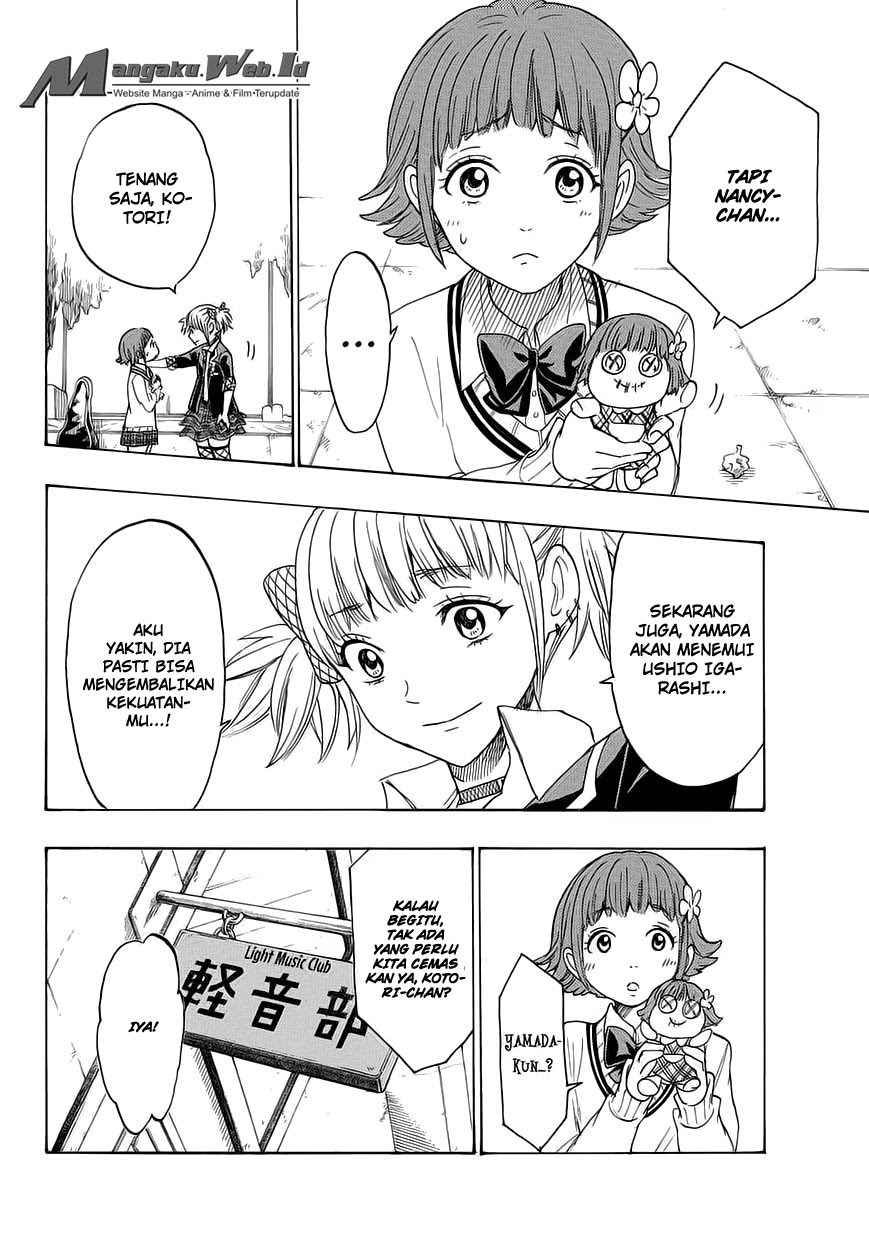 Mangaku.Web.Id
Website Manga - Anime & Film Terupdate
TAPI
NANCY-
CHAN...
...
TENANG
SAJA, KO-
TORI!
SEKARANG
JUGA, YAMADA
AKAN MENEMUI
USHIO IGA-
RASHI...
AKU
YAKIN, DIA
PASTI BISA
MENGEMBALIKAN
KEKUATAN-
MU...!
YAMADA-
KUN...?
KALAU
BEGITU,
TAK ADA
YANG PERLU
KITA CEMAS
KAN YA, KOTO-
RI-CHAN?
Light Music Club
軽音部
IYA!